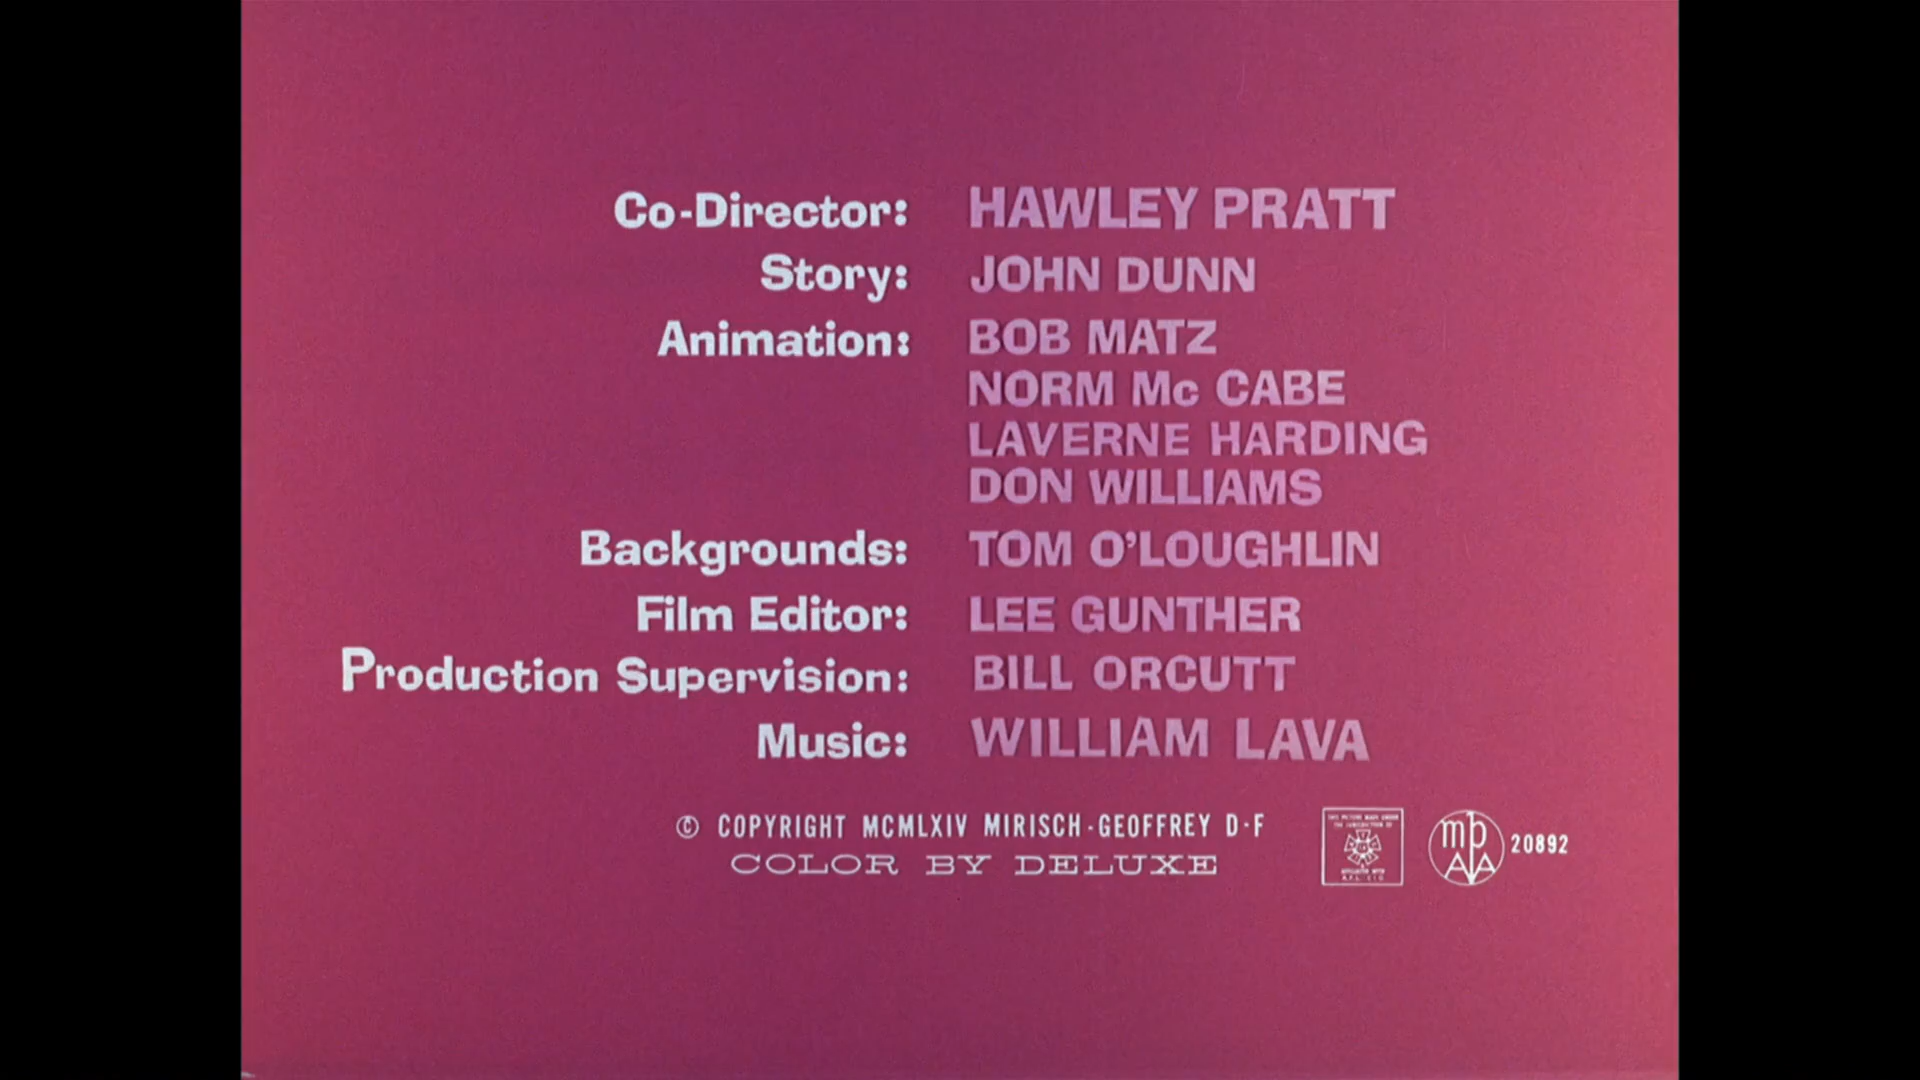 Co-Director: HAWLEY PRATT
Story: JOHN DUNN
Animation: BOB MATZ
NORM Mc CABE
LAVERNE HARDING
DON WILLIAMS
Backgrounds: TOM O'LOUGHLIN
Film Editor: LEE GUNTHER
Production Supervision: BILL ORCUTT
Music: WILLIAM LAVA
© COPYRIGHT MCMLXIV MIRISCH-GEOFFREY D-F
COLOR BY DELUXE
mpAA 20892